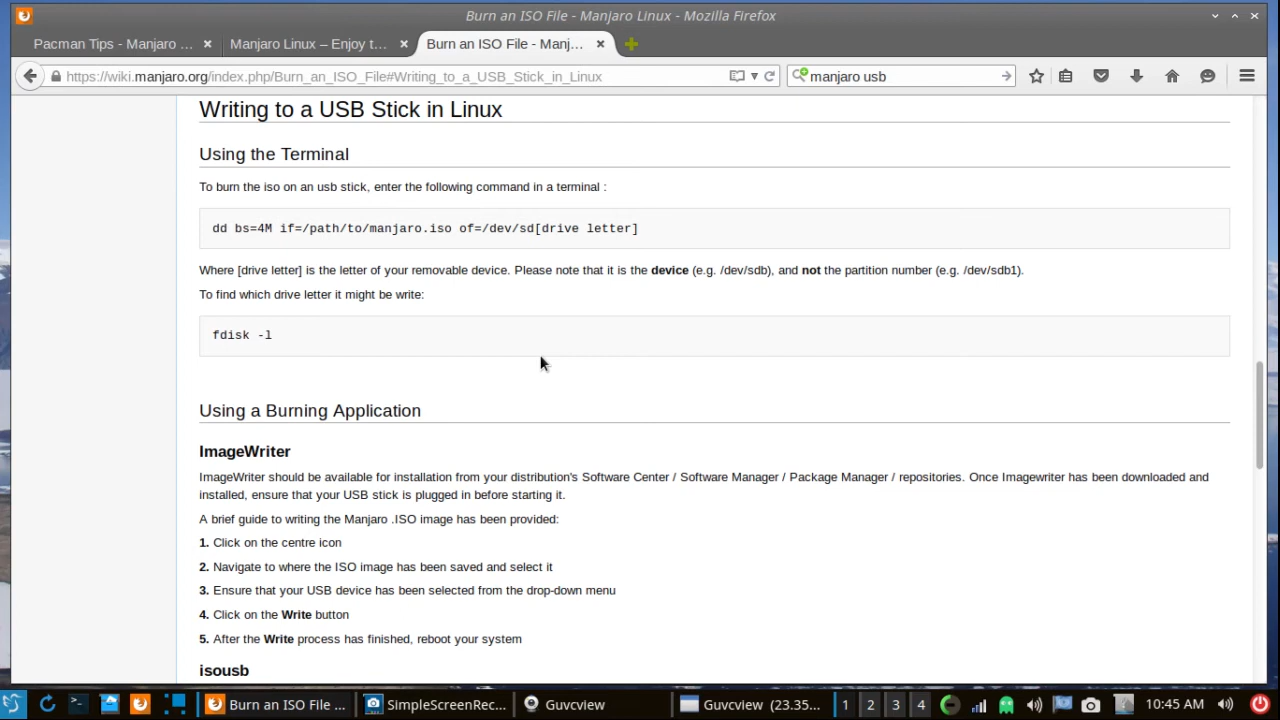 Burn an ISO File - Manjaro Linux - Mozilla Firefox
Pacman Tips - Manjaro ...
Manjaro Linux – Enjoy t...
Burn an ISO File - Manj...
https://wiki.manjaro.org/index.php/Burn_an_ISO_File#Writing_to_a_USB_Stick_in_Linux
manjaro usb
Writing to a USB Stick in Linux
Using the Terminal
To burn the iso on an usb stick, enter the following command in a terminal :
dd bs=4M if=/path/to/manjaro.iso of=/dev/sd[drive letter]
Where [drive letter] is the letter of your removable device. Please note that it is the device (e.g. /dev/sdb), and not the partition number (e.g. /dev/sdb1).
To find which drive letter it might be write:
fdisk -l
Using a Burning Application
ImageWriter
ImageWriter should be available for installation from your distribution's Software Center / Software Manager / Package Manager / repositories. Once Imagewriter has been downloaded and
installed, ensure that your USB stick is plugged in before starting it.
A brief guide to writing the Manjaro .ISO image has been provided:
1. Click on the centre icon
2. Navigate to where the ISO image has been saved and select it
3. Ensure that your USB device has been selected from the drop-down menu
4. Click on the Write button
5. After the Write process has finished, reboot your system
isousb
Burn an ISO File ...
SimpleScreenRec...
Guvcview
Guvcview (23.35...
1 2 3 4
10:45 AM